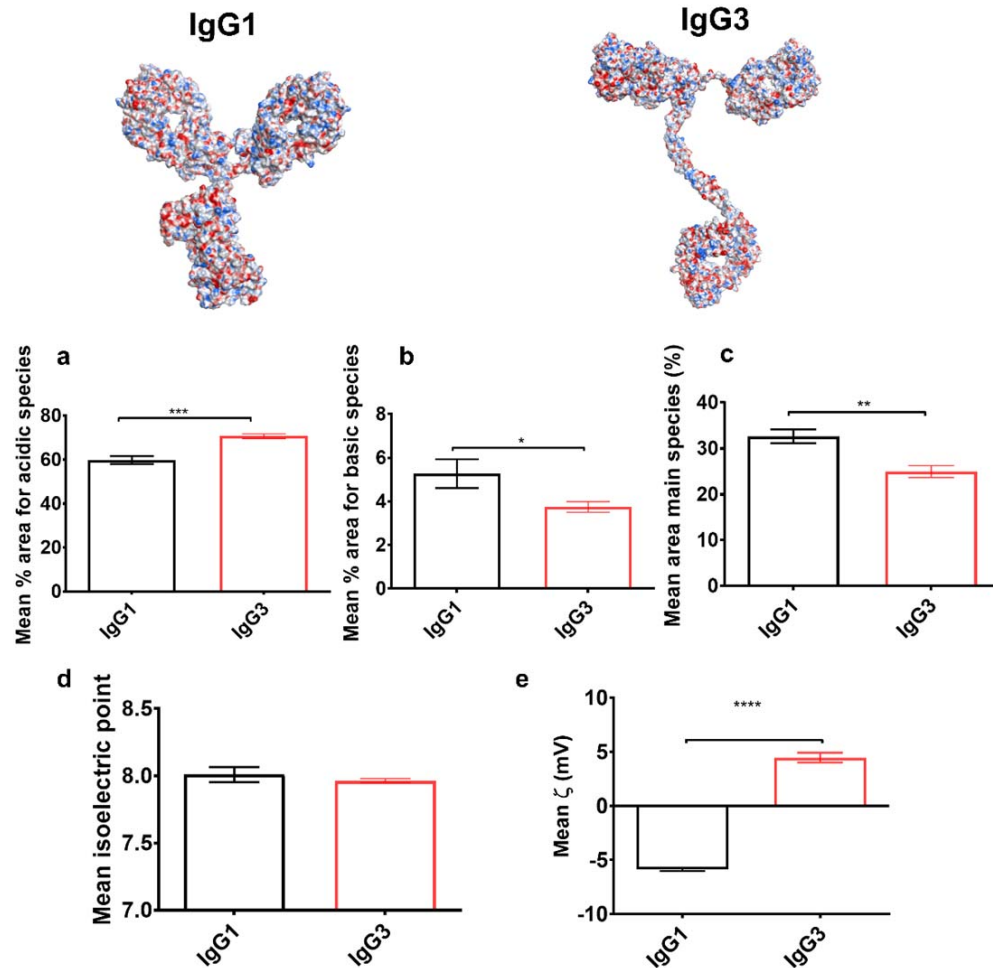 IgG1
IgG3
a
Mean % area for acidic species
80
60
40
20
0
***
IgG1
IgG3
b
Mean % area for basic species
8
6
4
2
0
*
IgG1
IgG3
c
Mean area main species (%)
40
30
20
10
0
**
IgG1
IgG3
d
Mean isoelectric point
8.5
8.0
7.5
7.0
IgG1
IgG3
e
Mean ζ (mV)
10
5
0
-5
-10
****
IgG1
IgG3